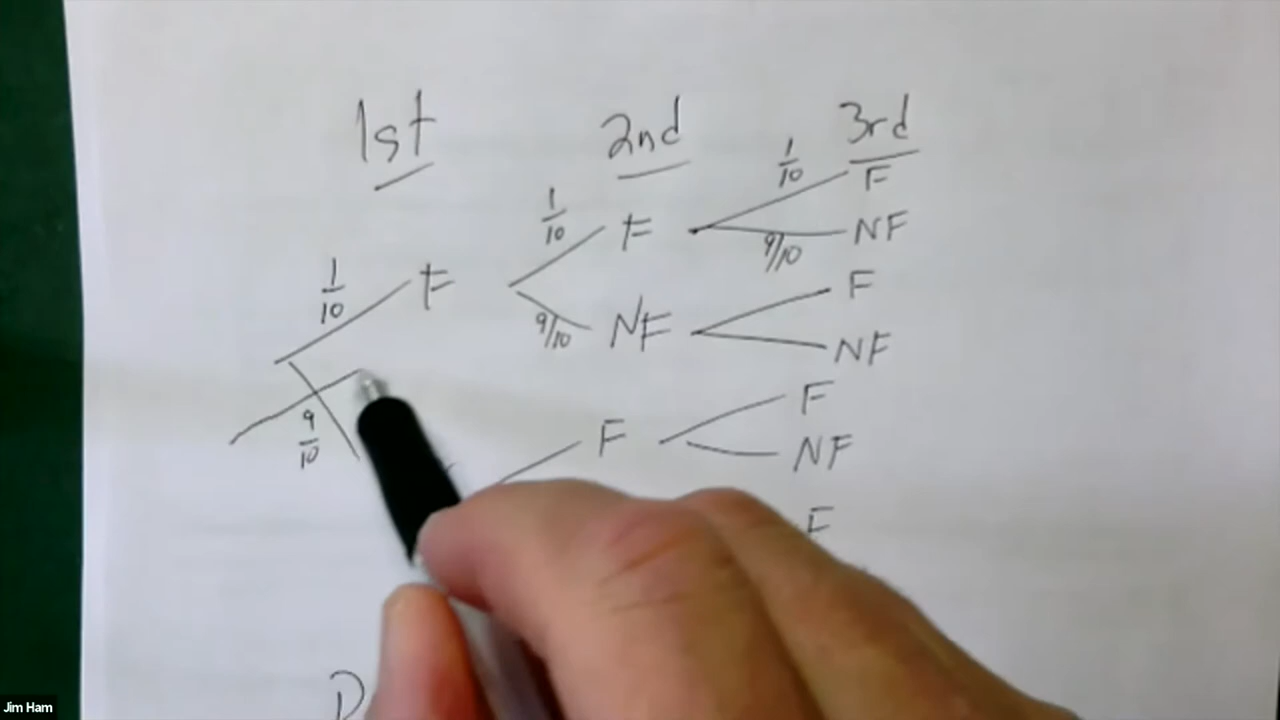 1st 2nd 3rd
1/10 F
1/10 F 9/10 NF
1/10 F 9/10 NF F
NF
F
9/10 F NF
F
Jim Ham